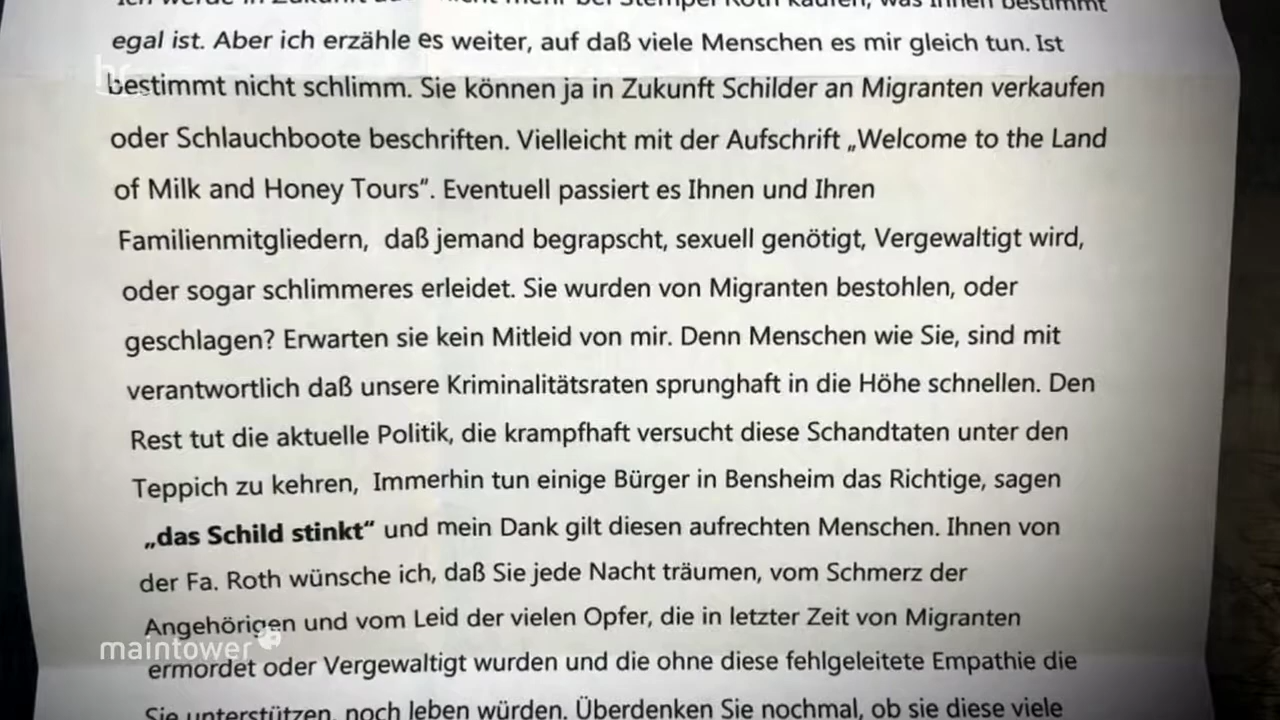 egal ist. Aber ich erzähle es weiter, auf daß viele Menschen es mir gleich tun. Ist
bestimmt nicht schlimm. Sie können ja in Zukunft Schilder an Migranten verkaufen
oder Schlauchboote beschriften. Vielleicht mit der Aufschrift „Welcome to the Land
of Milk and Honey Tours“. Eventuell passiert es Ihnen und Ihren
Familienmitgliedern, daß jemand begrapscht, sexuell genötigt, Vergewaltigt wird,
oder sogar schlimmeres erleidet. Sie wurden von Migranten bestohlen, oder
geschlagen? Erwarten sie kein Mitleid von mir. Denn Menschen wie Sie, sind mit
verantwortlich daß unsere Kriminalitätsraten sprunghaft in die Höhe schnellen. Den
Rest tut die aktuelle Politik, die krampfhaft versucht diese Schandtaten unter den
Teppich zu kehren, Immerhin tun einige Bürger in Bensheim das Richtige, sagen
„das Schild stinkt“ und mein Dank gilt diesen aufrechten Menschen. Ihnen von
der Fa. Roth wünsche ich, daß Sie jede Nacht träumen, vom Schmerz der
Angehörigen und vom Leid der vielen Opfer, die in letzter Zeit von Migranten
maintower
ermordet oder Vergewaltigt wurden und die ohne diese fehlgeleitete Empathie die
Sie unterstützen, noch leben würden. Überdenken Sie nochmal, ob sie diese viele